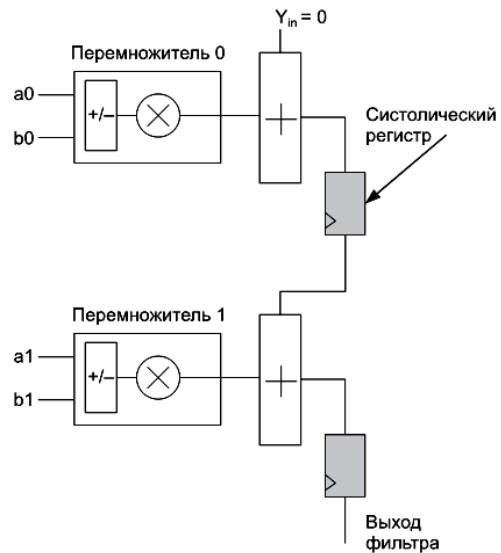 Y_in = 0
Перемножитель 0
a0
+/–
b0
Систолический
регистр
Перемножитель 1
a1
+/–
b1
Выход
фильтра